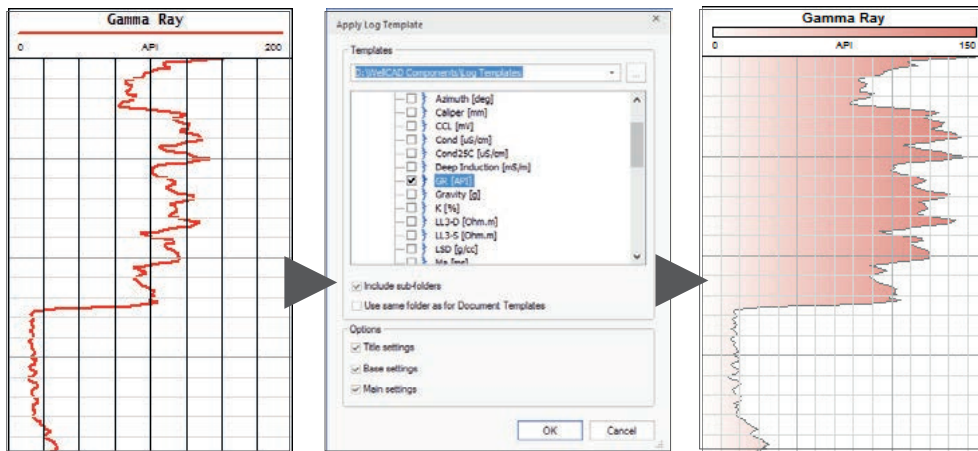 Gamma Ray
0 API 200
Apply Log Template
Templates
D:\WellCAD Components\Log Templates
...
Azimuth [deg]
Caliper [mm]
CCL [mV]
Cond [uS/cm]
Cond25C [uS/cm]
Deep Induction [mS/m]
GR [API]
Gravity [g]
K [%]
LL3-D [Ohm.m]
LL3-S [Ohm.m]
LSD [g/cc]
Include sub-folders
Use same folder as for Document Templates
Options
Title settings
Base settings
Main settings
OK Cancel
Gamma Ray
0 API 150